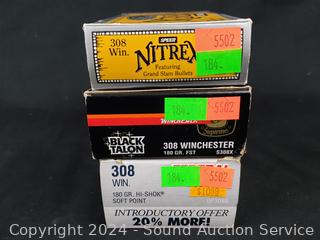 308
Win.
SPEER
NITREX
Featuring
Grand Slam Bullets
5502
184
184
5502
WINCHESTER
Supreme
BLACK
TALON
308 WINCHESTER
180 GR. FST
S308X
308
WIN.
184
5502
180 GR. HI-SHOK®
SOFT POINT
$10.99
INTRODUCTORY OFFER
20% MORE!
Copyright © 2024 - Sound Auction Service